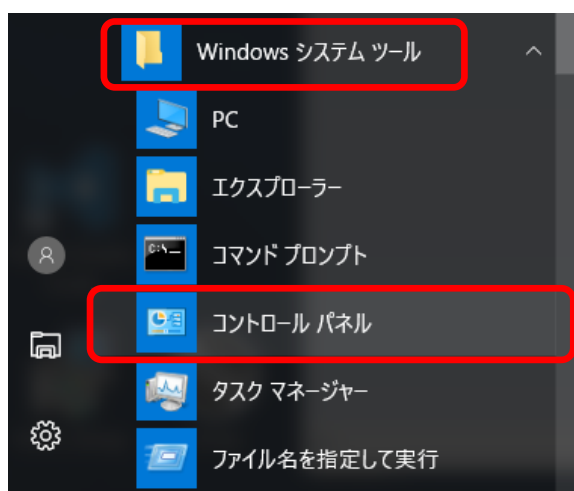 Windows システム ツール
PC
エクスプローラー
コマンド プロンプト
コントロール パネル
タスク マネージャー
ファイル名を指定して実行